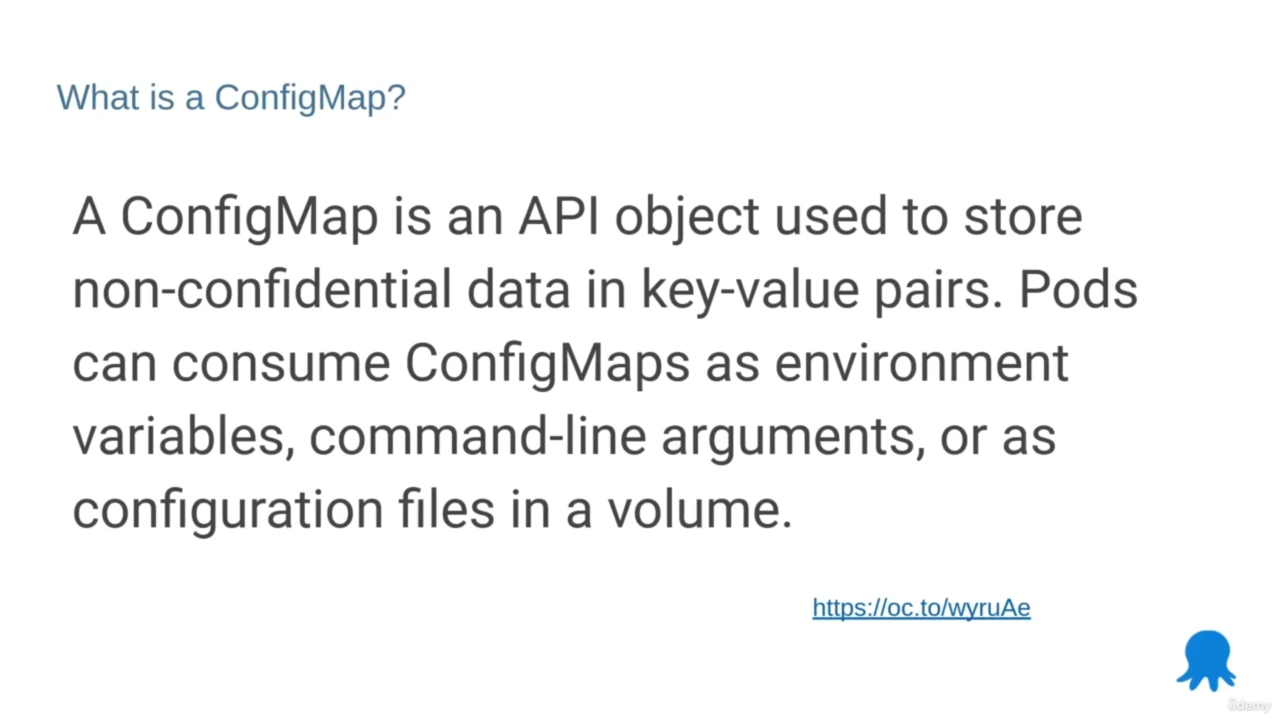 What is a ConfigMap?
A ConfigMap is an API object used to store
non-confidential data in key-value pairs. Pods
can consume ConfigMaps as environment
variables, command-line arguments, or as
configuration files in a volume.
https://oc.to/wyruAe
ûdemy